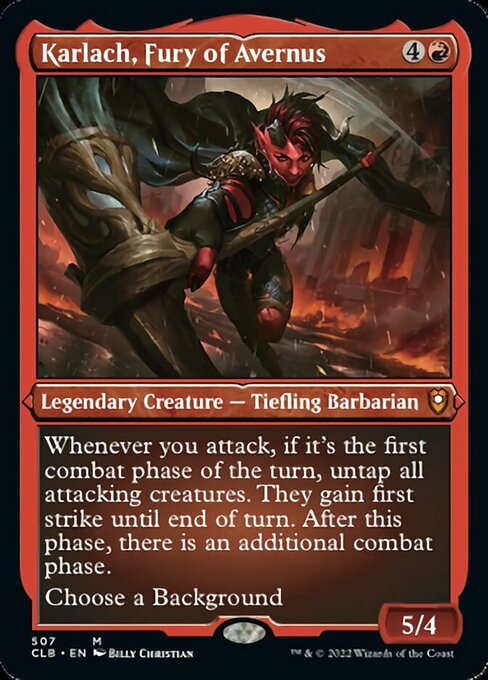 Karlach, Fury of Avernus 4
Legendary Creature — Tiefling Barbarian
Whenever you attack, if it's the first
combat phase of the turn, untap all
attacking creatures. They gain first
strike until end of turn. After this
phase, there is an additional combat
phase.
Choose a Background
5/4
507 M
CLB • EN Billy Christian
™ & © 2022 Wizards of the Coast